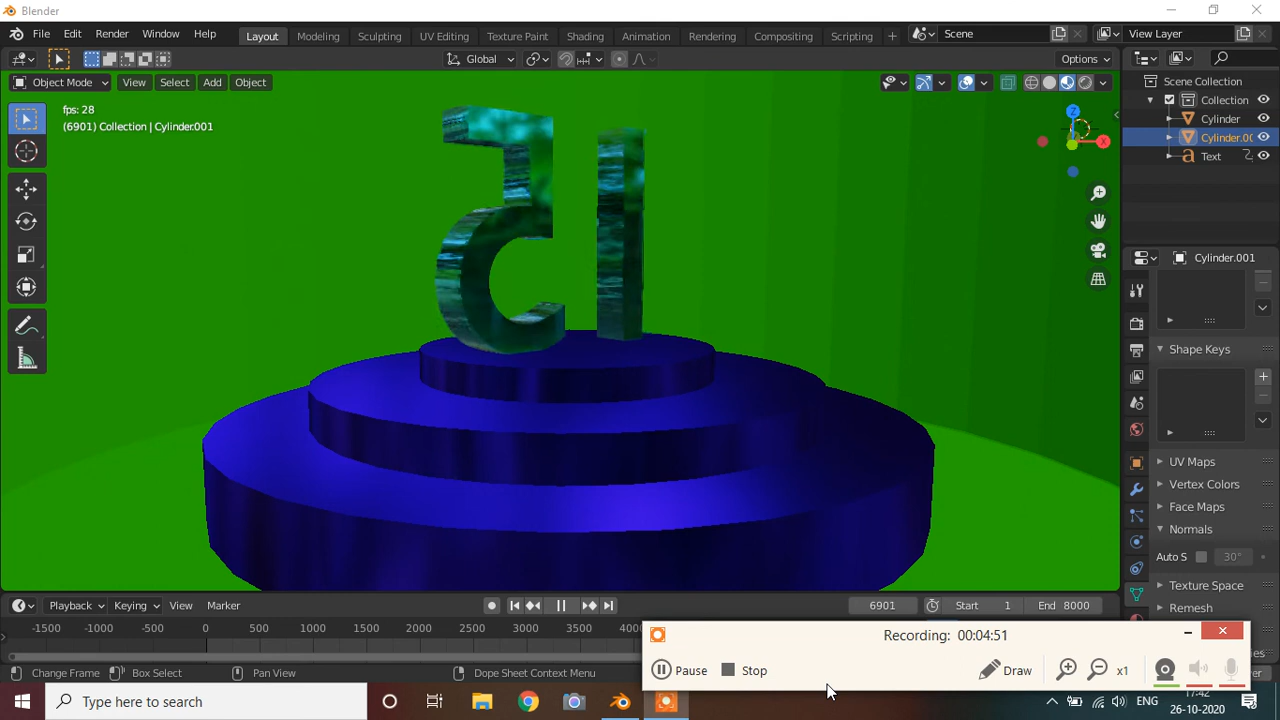 Blender
File Edit Render Window Help Layout Modeling Sculpting UV Editing Texture Paint Shading Animation Rendering Compositing Scripting + Scene View Layer
Global Options
Object Mode View Select Add Object
Scene Collection
fps: 28
Collection
(6901) Collection | Cylinder.001
Cylinder
Cylinder.00
Text
Z
X
15
Cylinder.001
Shape Keys
UV Maps
Vertex Colors
Face Maps
Normals
Auto S 30°
Texture Space
Remesh
Playback Keying View Marker 6901 Start 1 End 8000
-1500 -1000 -500 0 500 1000 1500 2000 2500 3000 3500
Recording: 00:04:51
Pause Stop Draw x1
Change Frame Box Select Pan View Dope Sheet Context Menu
Type here to search
ENG
17:42
26-10-2020